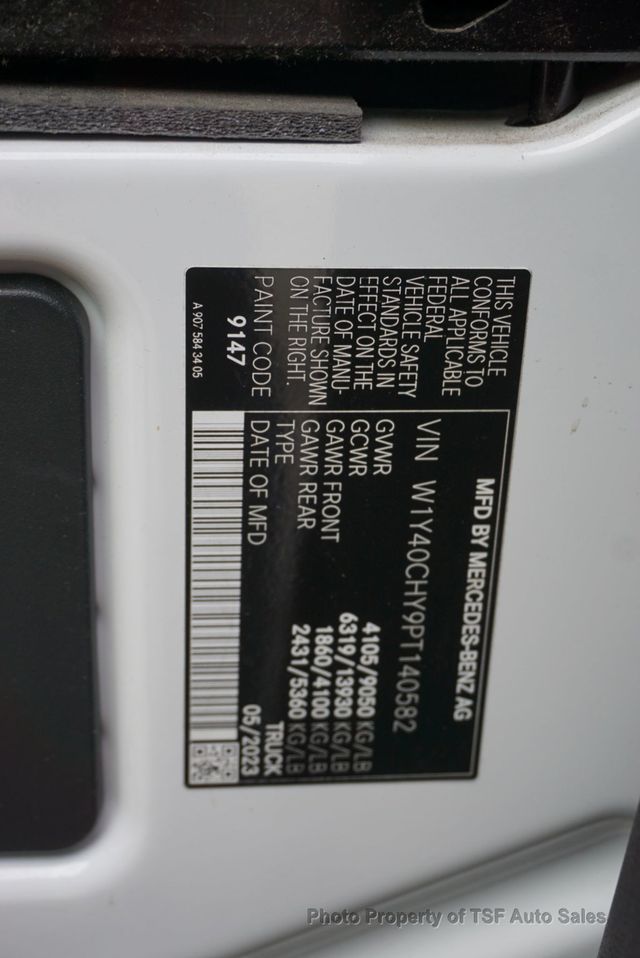 THIS VEHICLE
CONFORMS TO
ALL APPLICABLE
FEDERAL
VEHICLE SAFETY
STANDARDS IN
EFFECT ON THE
DATE OF MANU-
FACTURE SHOWN
ON THE RIGHT.
PAINT CODE
9147
A 907 584 34 05
MFD BY MERCEDES-BENZ AG
VIN W1Y40CHY9PT140582
GVWR 4105/9050 KG/LB
GCWR 6319/13930 KG/LB
GAWR FRONT 1860/4100 KG/LB
GAWR REAR 2431/5360 KG/LB
TYPE TRUCK
DATE OF MFD 05/2023
Photo Property of TSF Auto Sales